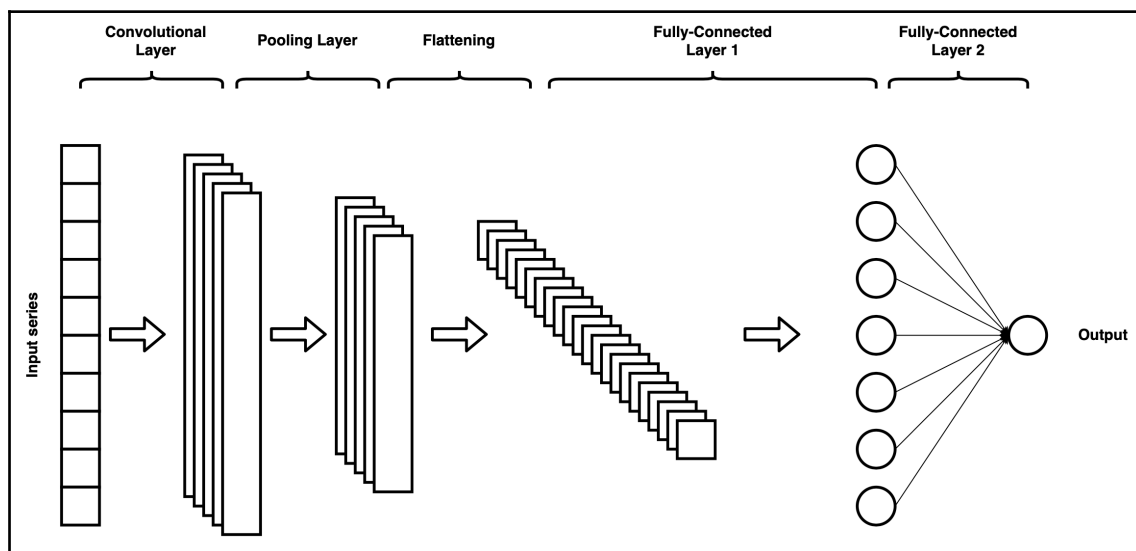 Convolutional
Layer
Pooling Layer
Flattening
Fully-Connected
Layer 1
Fully-Connected
Layer 2
Input series
Output